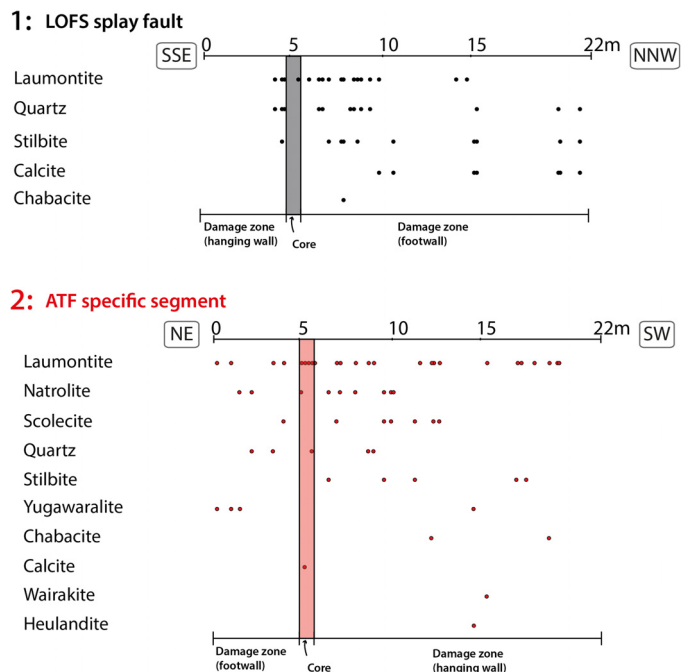 1: LOFS splay fault
SSE 0 5 10 15 22m NNW
Laumontite
Quartz
Stilbite
Calcite
Chabacite
Damage zone
(hanging wall)
Core
Damage zone
(footwall)
2: ATF specific segment
NE 0 5 10 15 22m SW
Laumontite
Natrolite
Scolecite
Quartz
Stilbite
Yugawaralite
Chabacite
Calcite
Wairakite
Heulandite
Damage zone
(footwall)
Core
Damage zone
(hanging wall)